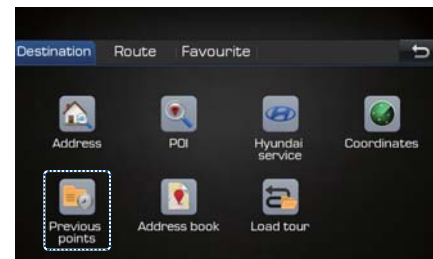 Destination Route Favourite
Address POI Hyundai service Coordinates
Previous points Address book Load tour